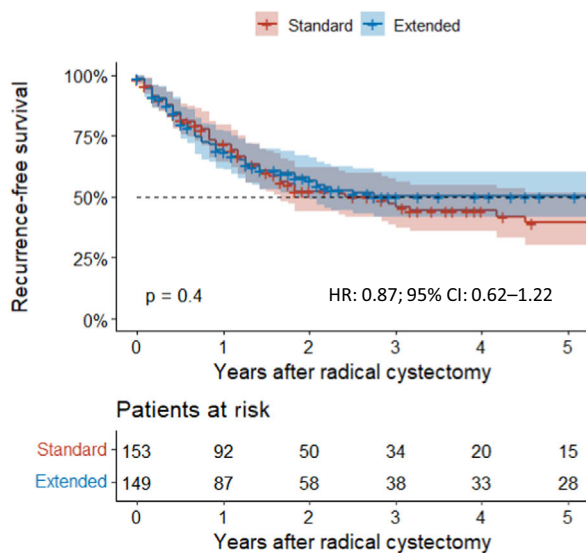 Standard Extended
Recurrence-free survival
100%
75%
50%
25%
0%
p = 0.4 HR: 0.87; 95% CI: 0.62–1.22
0 1 2 3 4 5
Years after radical cystectomy
Patients at risk
Standard 153 92 50 34 20 15
Extended 149 87 58 38 33 28
0 1 2 3 4 5
Years after radical cystectomy